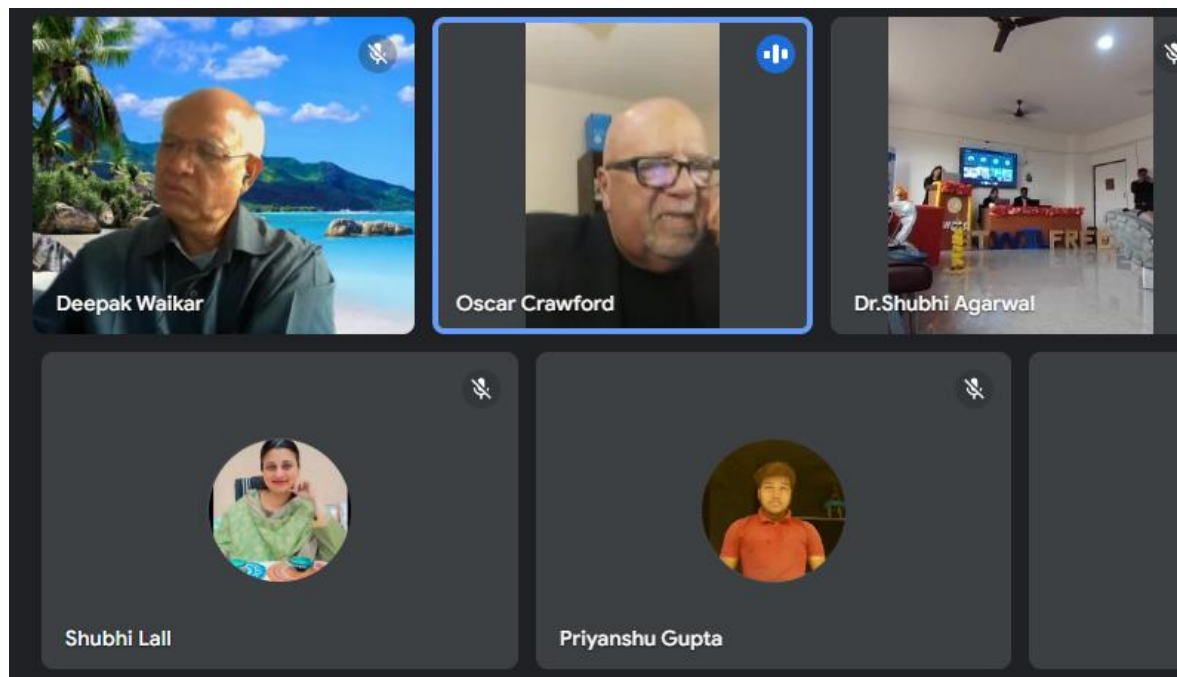 Deepak Waikar
Oscar Crawford
Dr.Shubhi Agarwal
Shubhi Lall
Priyanshu Gupta